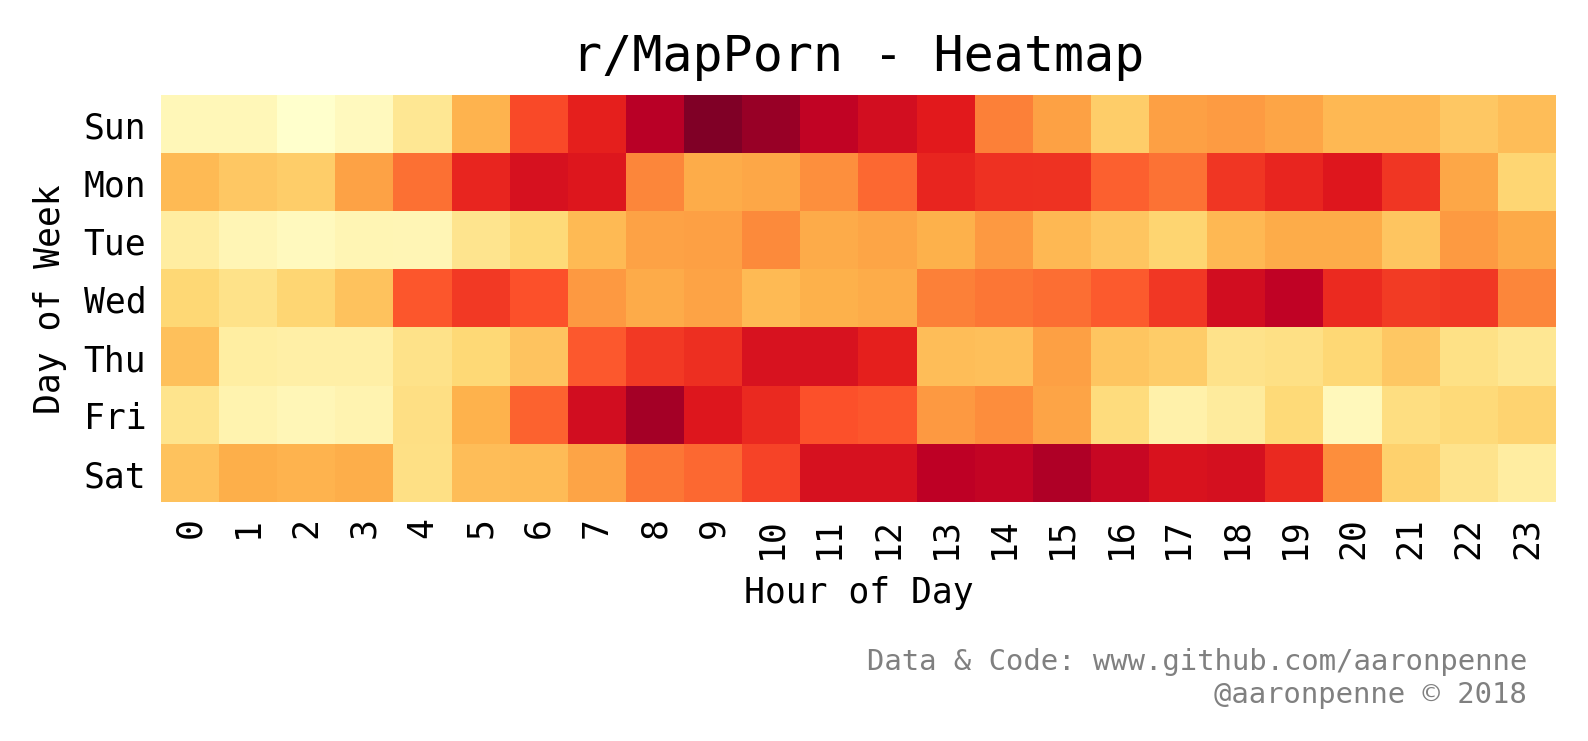 r/MapPorn - Heatmap
Day of Week
Sun
Mon
Tue
Wed
Thu
Fri
Sat
0 1 2 3 4 5 6 7 8 9 10 11 12 13 14 15 16 17 18 19 20 21 22 23
Hour of Day
Data & Code: www.github.com/aaronpenne
@aaronpenne © 2018